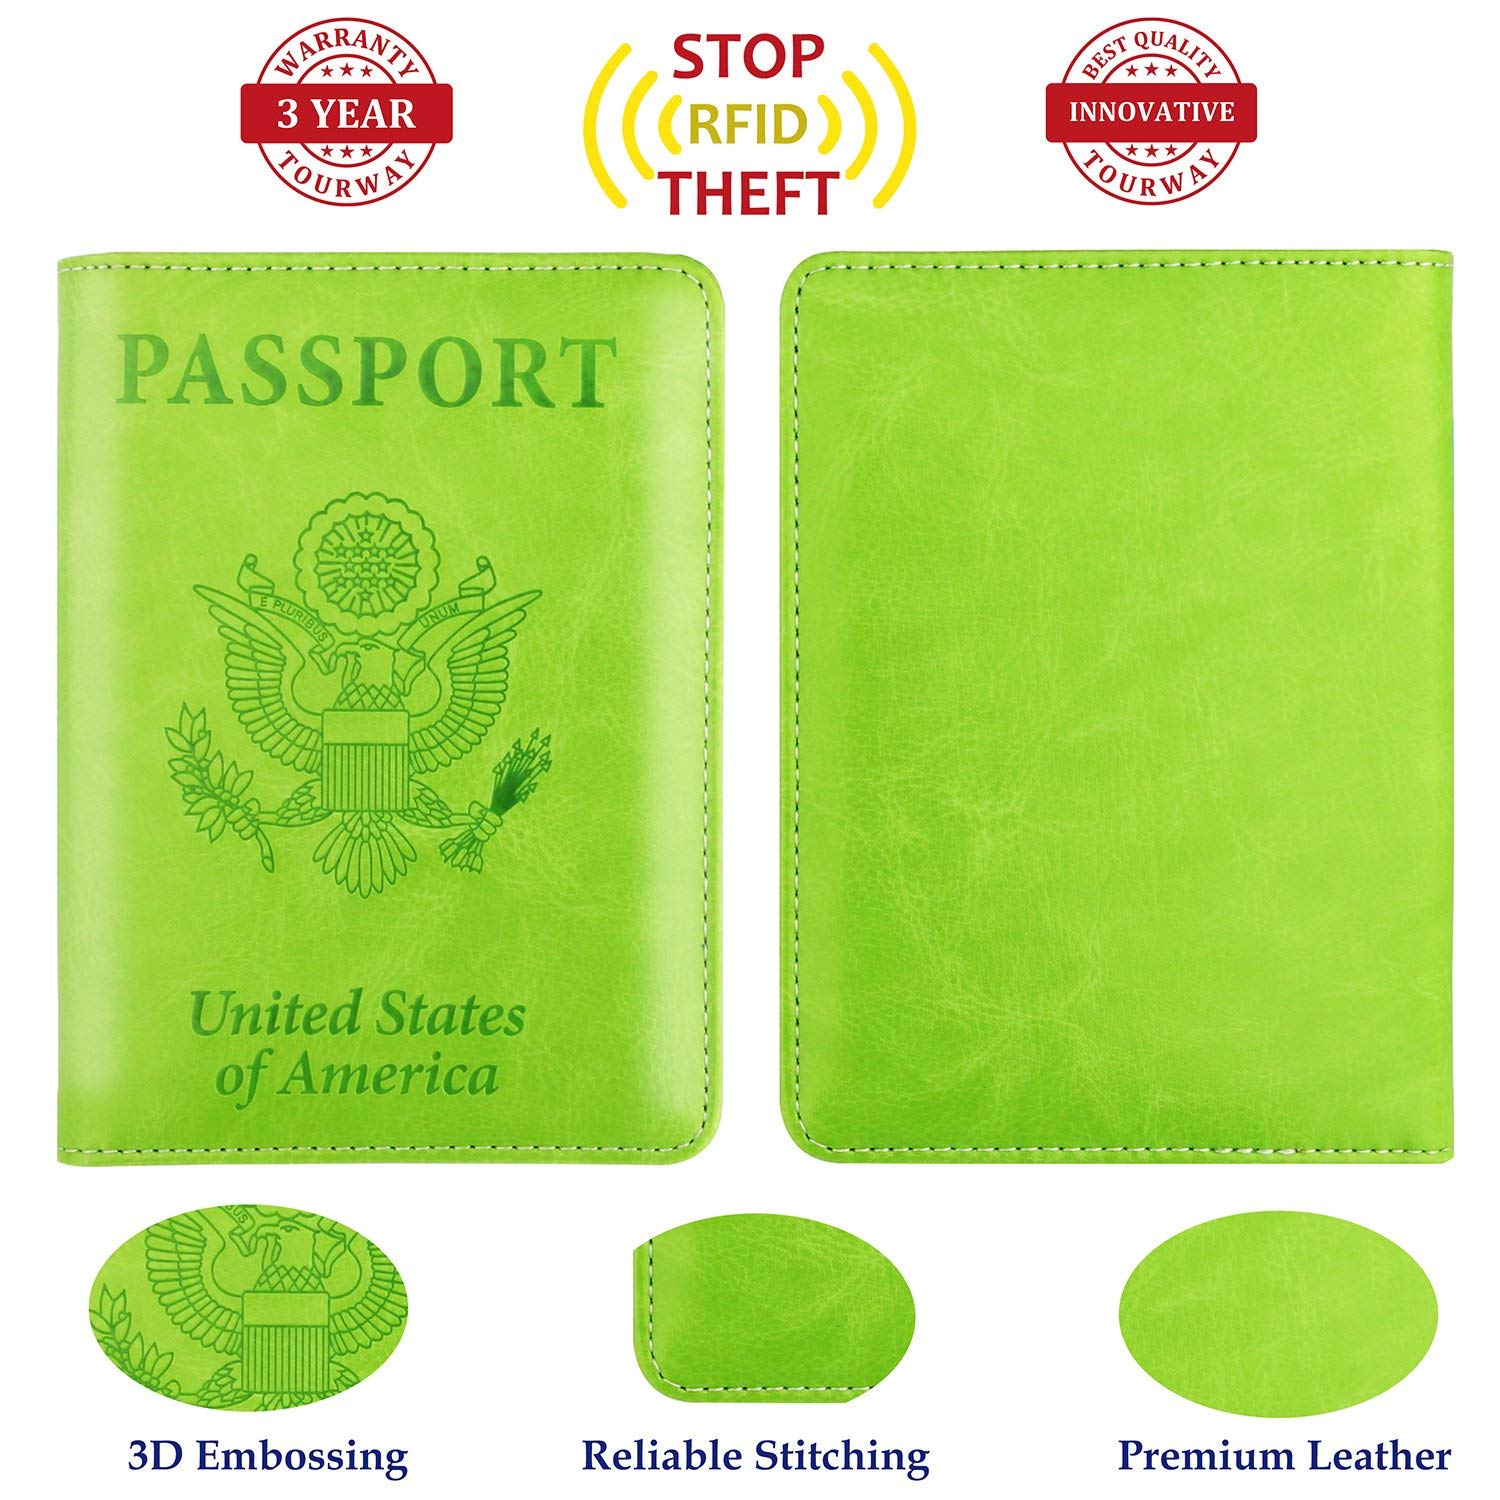 WARRANTY
3 YEAR
TOURWAY
STOP
RFID
THEFT
BEST QUALITY
INNOVATIVE
TOURWAY
PASSPORT
E PLURIBUS UNUM
United States
of America
BUS
3D Embossing
Reliable Stitching
Premium Leather